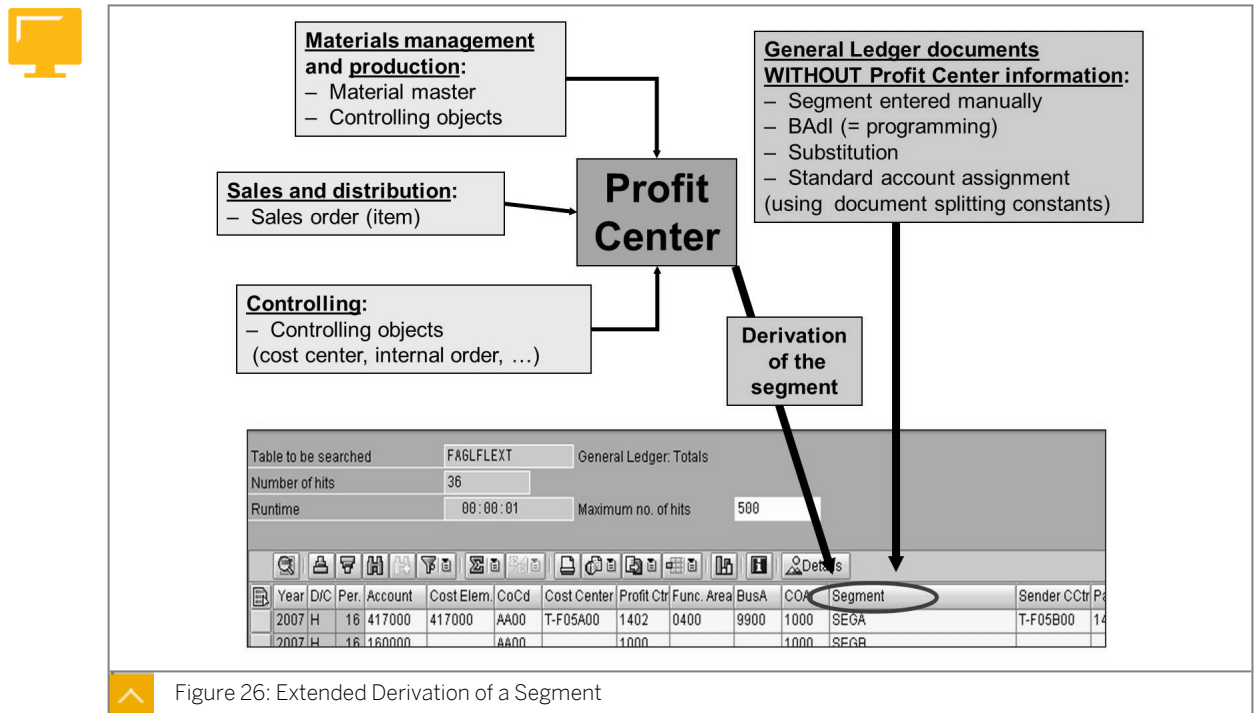 Materials management
and production:
– Material master
– Controlling objects
General Ledger documents
WITHOUT Profit Center information:
– Segment entered manually
– BAdI (= programming)
– Substitution
– Standard account assignment
(using document splitting constants)
Sales and distribution:
– Sales order (item)
Profit
Center
Controlling:
– Controlling objects
(cost center, internal order, …)
Derivation
of the
segment
Table to be searched FAGLFLEXT General Ledger: Totals
Number of hits 36
Runtime 00:00:01 Maximum no. of hits 500
Year D/C Per. Account Cost Elem. CoCd Cost Center Profit Ctr Func. Area BusA COA Segment Sender CCtr
2007 H 16 417000 417000 AA00 T-F05A00 1402 0400 9900 1000 SEGA T-F05B00
2007 H 16 160000 AA00 1000 1000 SEGB
Figure 26: Extended Derivation of a Segment